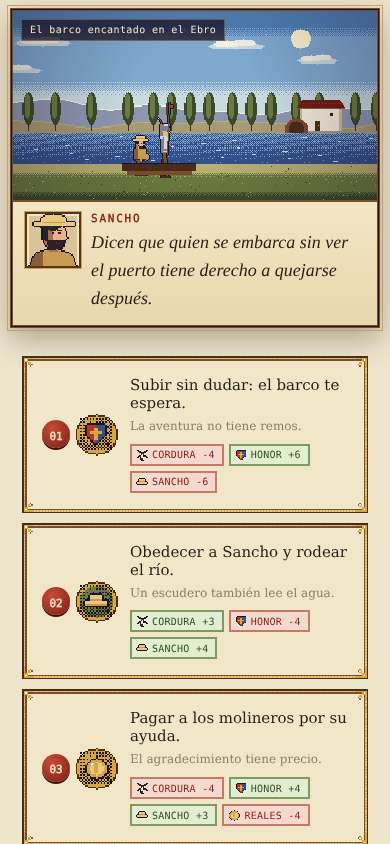 El barco encantado en el Ebro
SANCHO
Dicen que quien se embarca sin ver
el puerto tiene derecho a quejarse
después.
01
Subir sin dudar: el barco te
espera.
La aventura no tiene remos.
CORDURA -4
HONOR +6
SANCHO -6
02
Obedecer a Sancho y rodear
el río.
Un escudero también lee el agua.
CORDURA +3
HONOR -4
SANCHO +4
03
Pagar a los molineros por su
ayuda.
El agradecimiento tiene precio.
CORDURA -4
HONOR +4
SANCHO +3
REALES -4